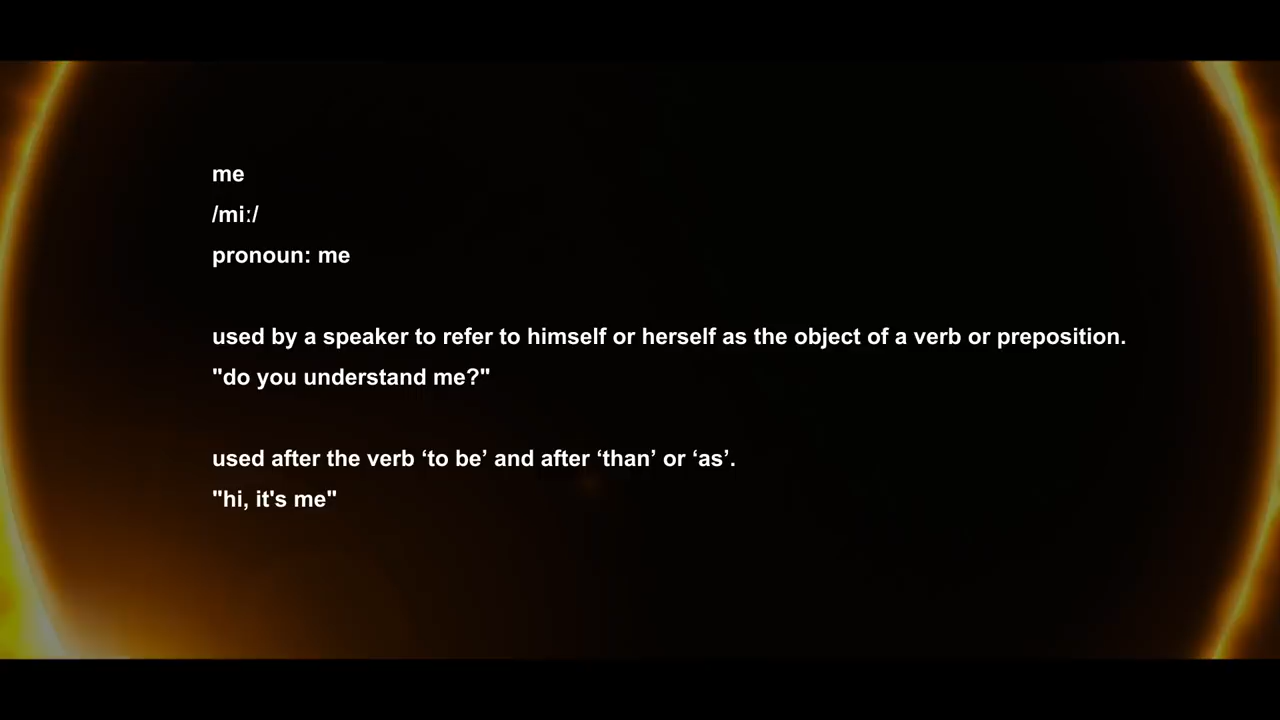 me
/miː/
pronoun: me
used by a speaker to refer to himself or herself as the object of a verb or preposition.
"do you understand me?"
used after the verb ‘to be’ and after ‘than’ or ‘as’.
"hi, it's me"